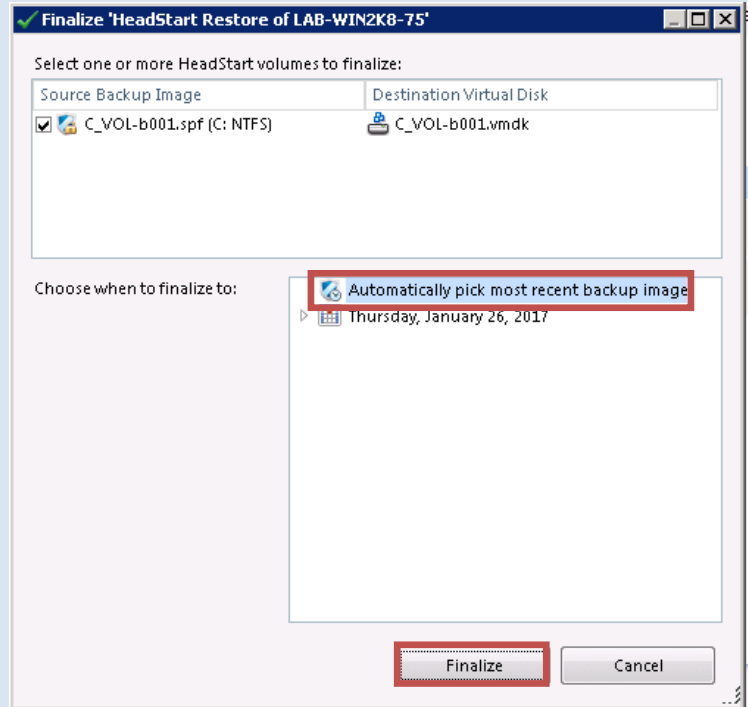 Finalize 'HeadStart Restore of LAB-WIN2K8-75'
Select one or more HeadStart volumes to finalize:
Source Backup Image Destination Virtual Disk
C_VOL-b001.spf (C: NTFS) C_VOL-b001.vmdk
Choose when to finalize to: Automatically pick most recent backup image
Thursday, January 26, 2017
Finalize Cancel